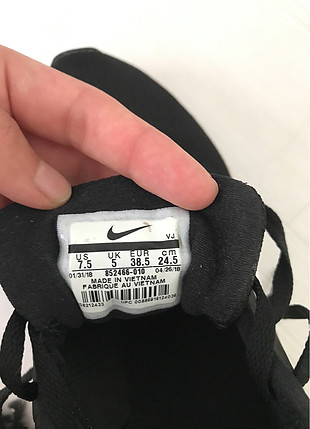 VJ
US UK EUR cm
7.5 5 38.5 24.5
01/31/18 852466-010 04/26/18
MADE IN VIETNAM
FABRIQUE AU VIETNAM